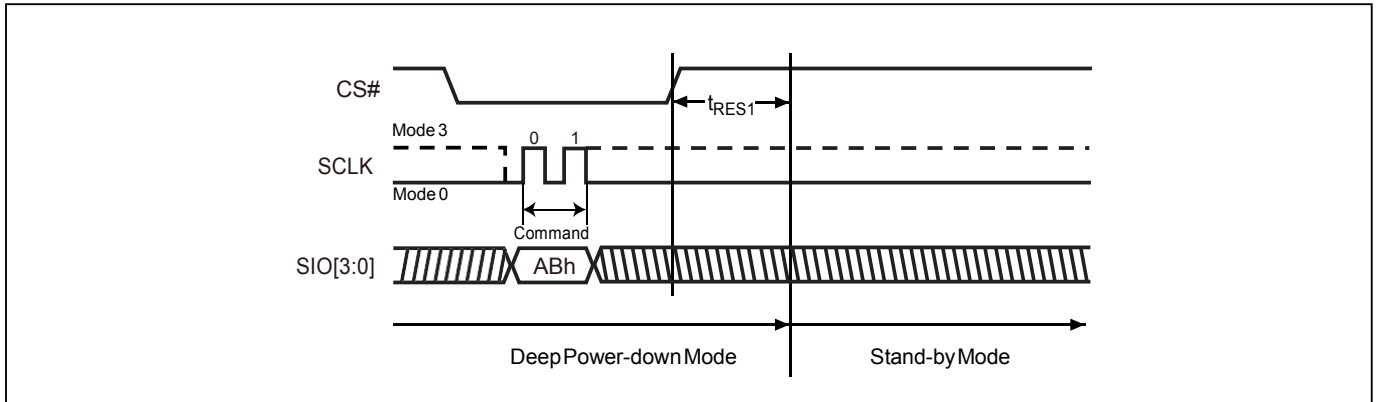 CS#
tRES1
Mode 3
0 1
SCLK
Mode 0
Command
SIO[3:0]
ABh
Deep Power-down Mode
Stand-by Mode